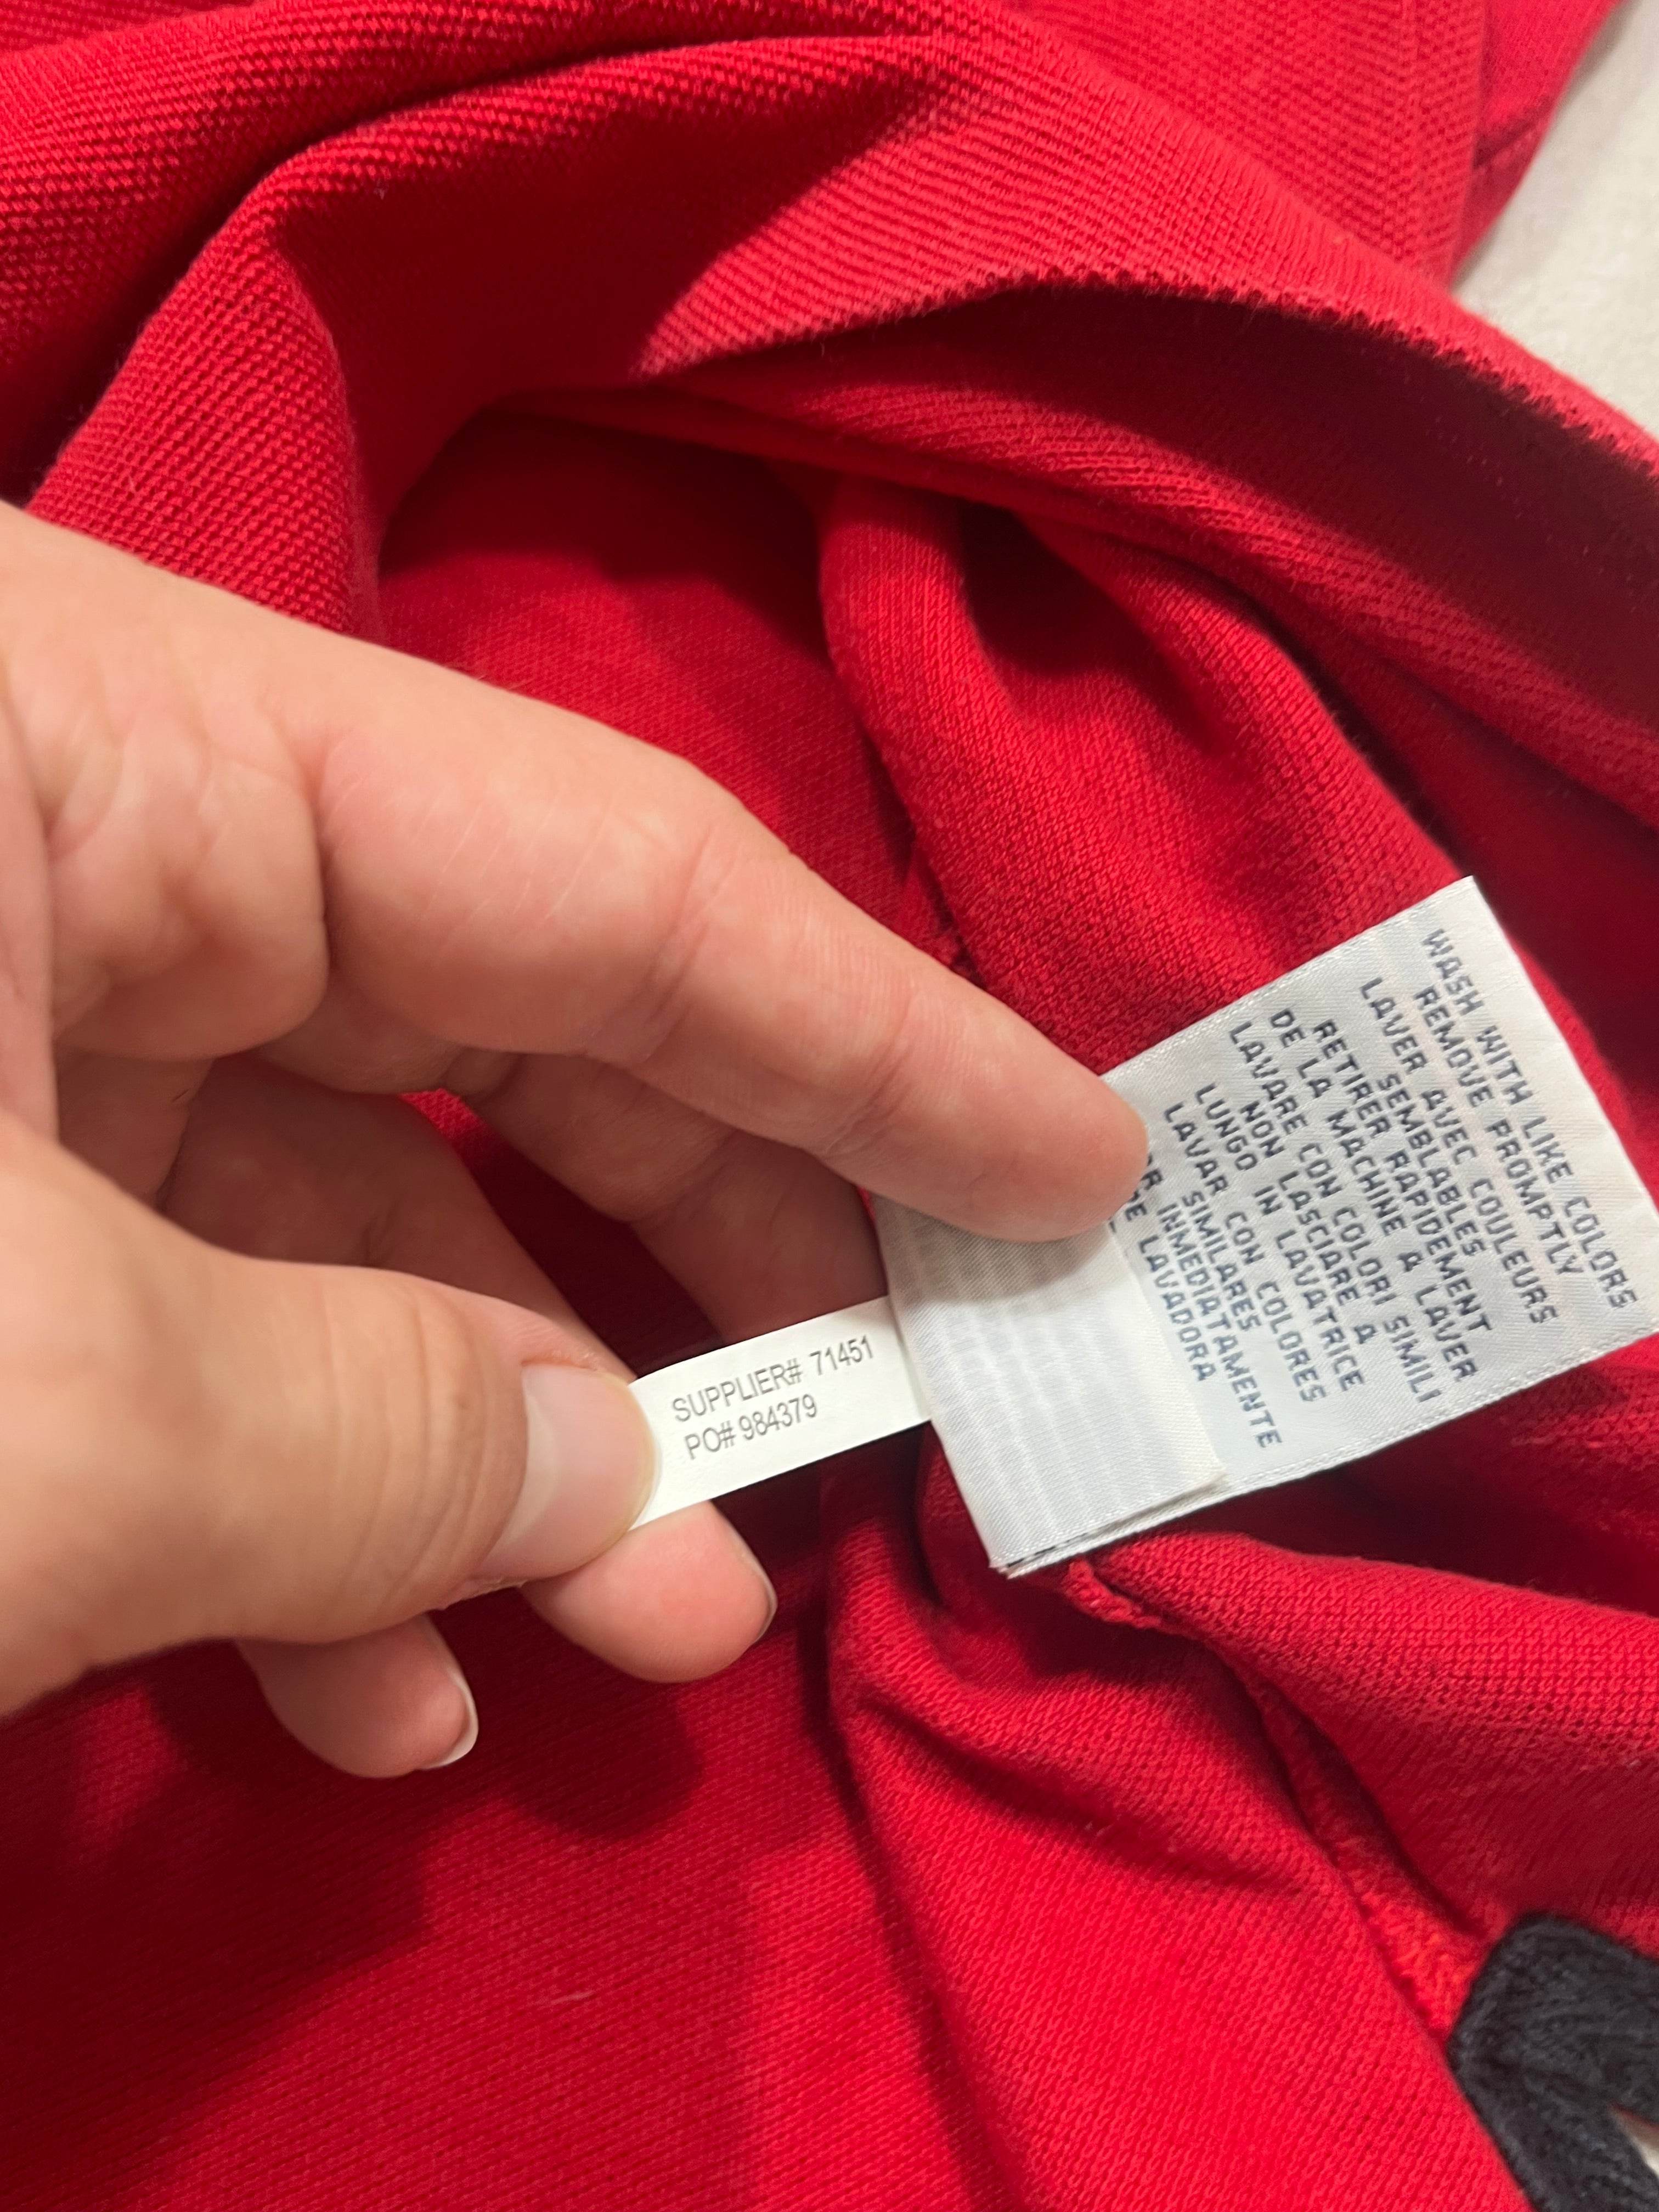 WASH WITH LIKE COLORS
REMOVE PROMPTLY
LAVER AVEC COULEURS
SEMBLABLES
RETIRER RAPIDEMENT
DE LA MACHINE A LAVER
LAVARE CON COLORI SIMILI
NON LASCIARE A
LUNGO IN LAVATRICE
LAVAR CON COLORES
SIMILARES
INMEDIATAMENTE
LAVADORA
SUPPLIER# 71451
PO# 984379